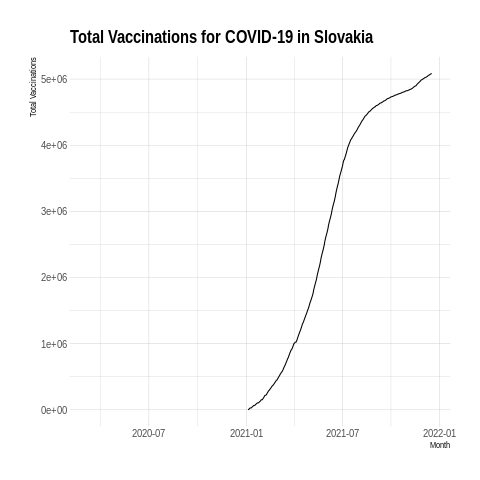 Total Vaccinations for COVID-19 in Slovakia
Total Vaccinations
5e+06
4e+06
3e+06
2e+06
1e+06
0e+00
2020-07
2021-01
2021-07
2022-01
Month